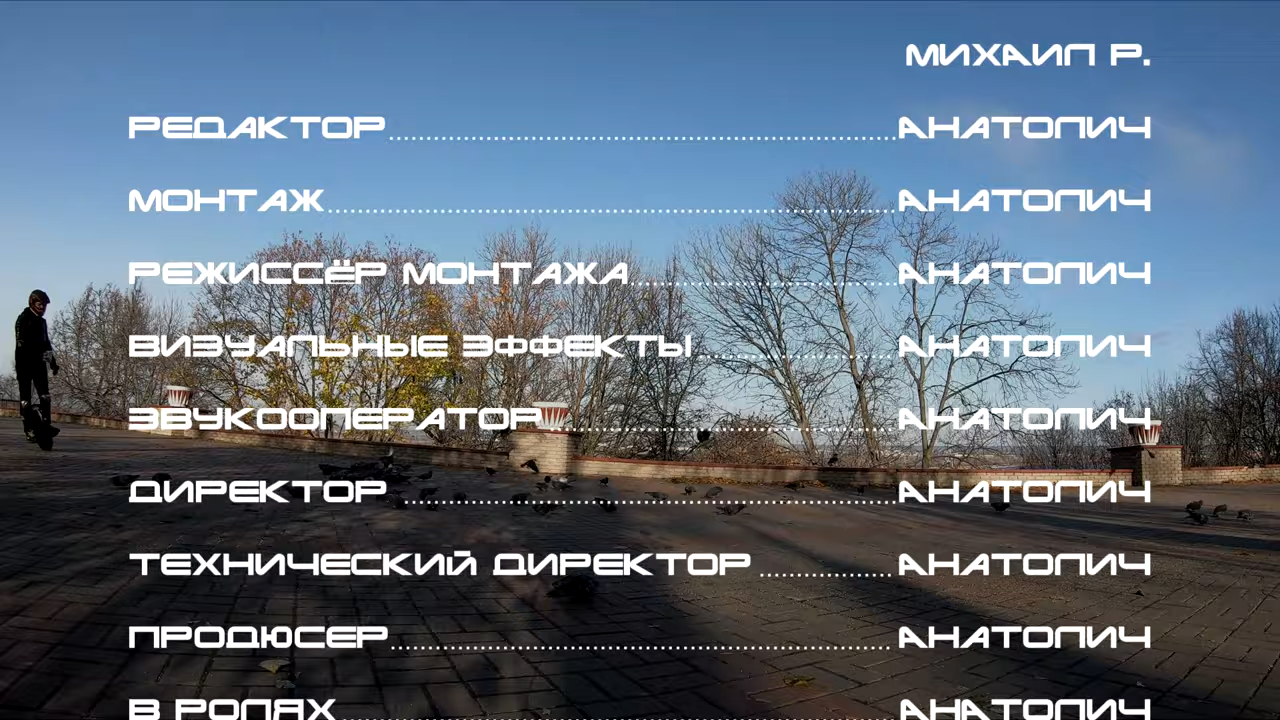 МИХАИЛ Р.
РЕДАКТОР......................................................АНАТОЛИЧ
МОНТАЖ......................................................АНАТОЛИЧ
РЕЖИССЁР МОНТАЖА..............................АНАТОЛИЧ
ВИЗУАЛЬНЫЕ ЭФФЕКТЫ......................АНАТОЛИЧ
ЗВУКООПЕРАТОР......................................АНАТОЛИЧ
ДИРЕКТОР ......................................................АНАТОЛИЧ
ТЕХНИЧЕСКИЙ ДИРЕКТОР ................ АНАТОЛИЧ
ПРОДЮСЕР...................................................... АНАТОЛИЧ
В РОЛЯХ......................................................АНАТОЛИЧ